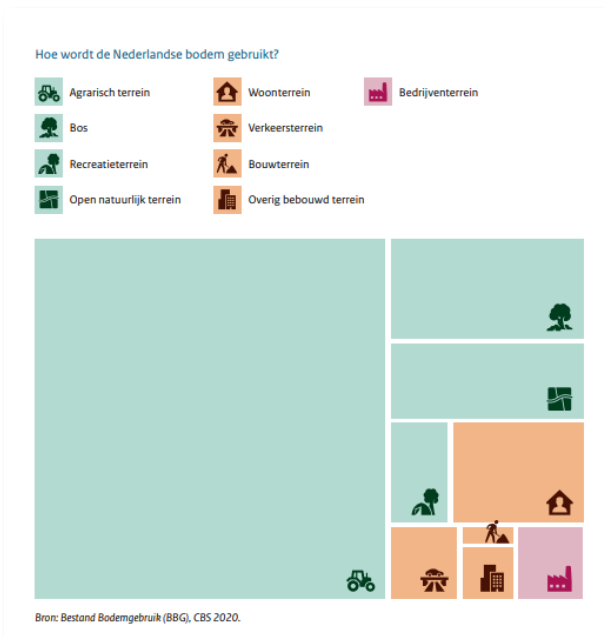 Hoe wordt de Nederlandse bodem gebruikt?
Agrarisch terrein
Woonterrein
Bedrijventerrein
Bos
Verkeersterrein
Recreatieterrein
Bouwterrein
Open natuurlijk terrein
Overig bebouwd terrein
Bron: Bestand Bodemgebruik (BBG), CBS 2020.